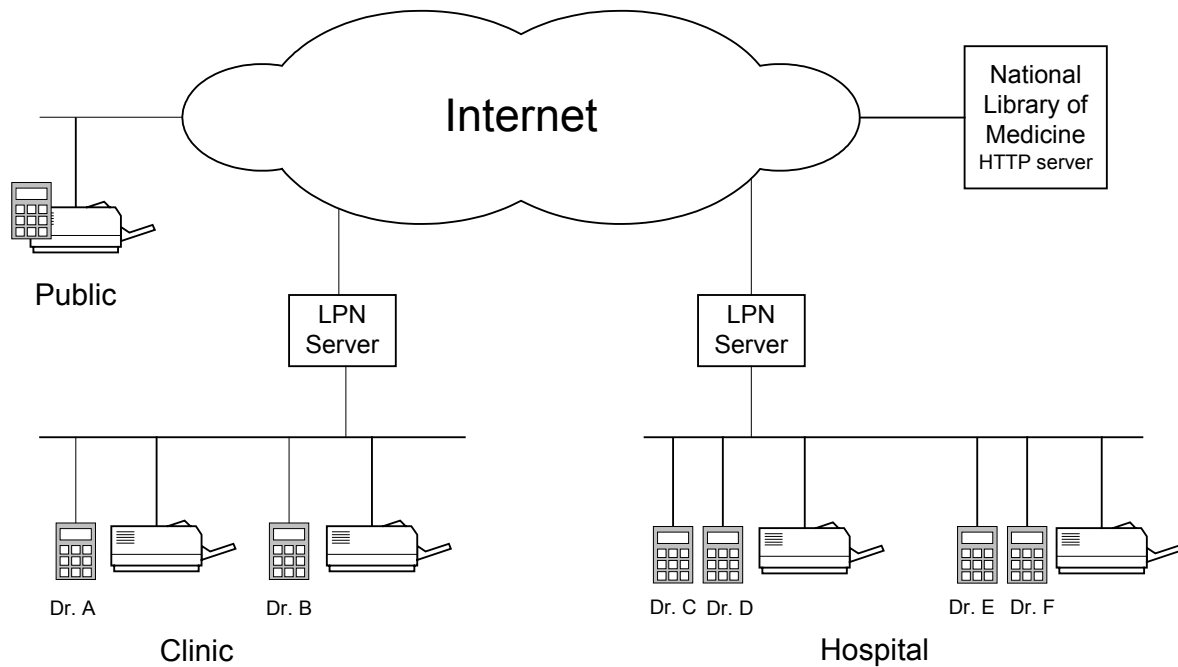 Internet
National
Library of
Medicine
HTTP server
Public
LPN
Server
LPN
Server
Dr. A
Dr. B
Dr. C
Dr. D
Dr. E
Dr. F
Clinic
Hospital